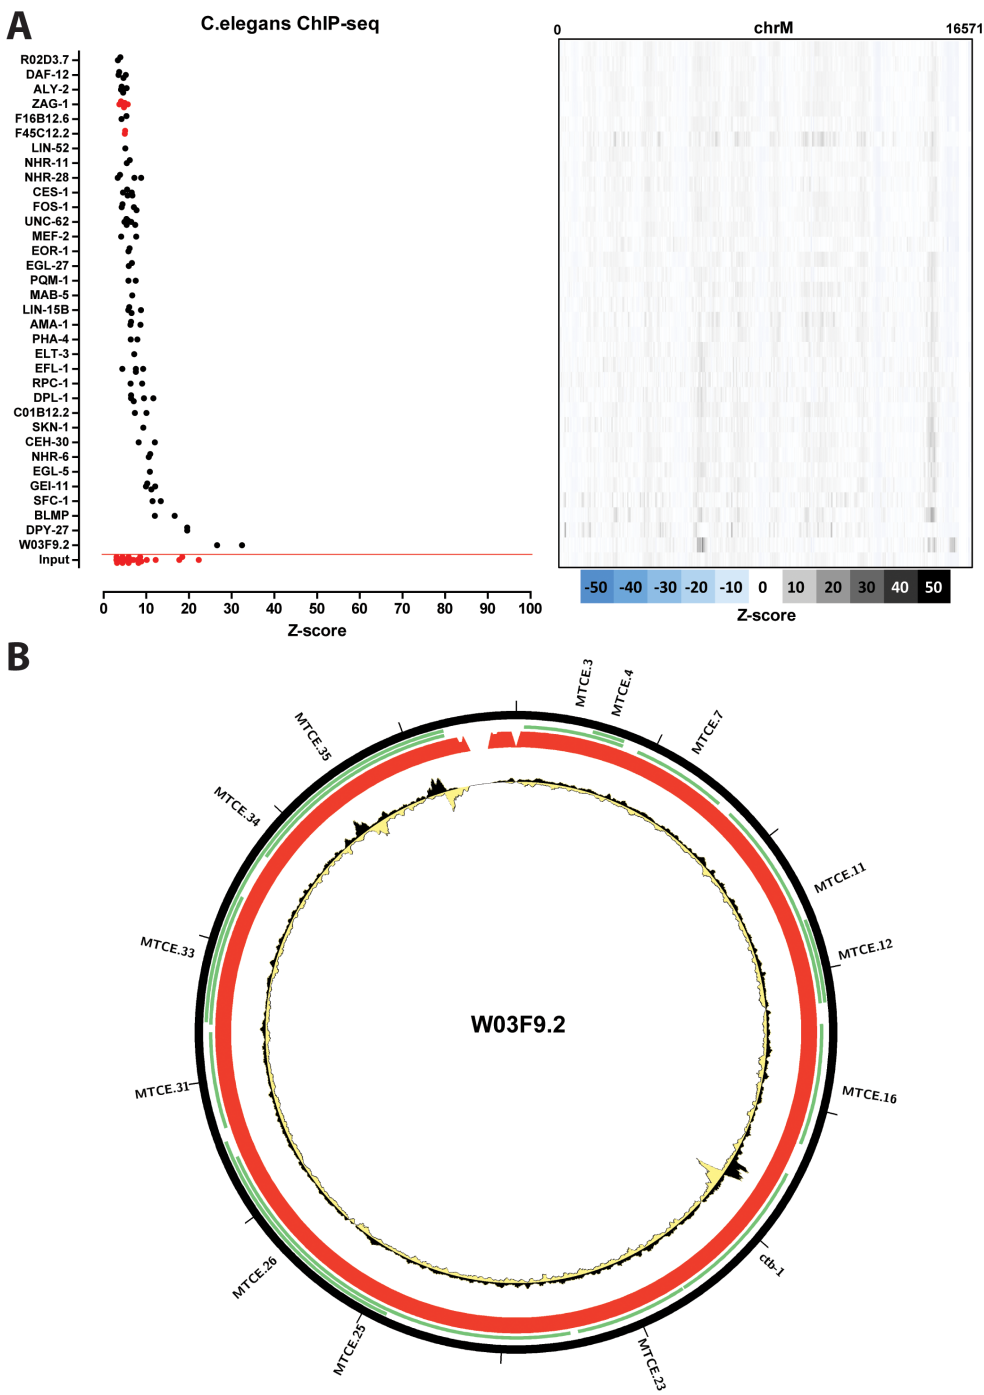 A
C.elegans ChIP-seq
R02D3.7
DAF-12
ALY-2
ZAG-1
F16B12.6
F45C12.2
LIN-52
NHR-11
NHR-28
CES-1
FOS-1
UNC-62
MEF-2
EOR-1
EGL-27
PQM-1
MAB-5
LIN-15B
AMA-1
PHA-4
ELT-3
EFL-1
RPC-1
DPL-1
C01B12.2
SKN-1
CEH-30
NHR-6
EGL-5
GEI-11
SFC-1
BLMP
DPY-27
W03F9.2
Input
0 10 20 30 40 50 60 70 80 90 100
Z-score
0 chrM 16571
-50 -40 -30 -20 -10 0 10 20 30 40 50
Z-score
B
MTCE.3
MTCE.4
MTCE.7
MTCE.11
MTCE.12
MTCE.16
ctb-1
MTCE.23
MTCE.25
MTCE.26
MTCE.31
MTCE.33
MTCE.34
MTCE.35
W03F9.2